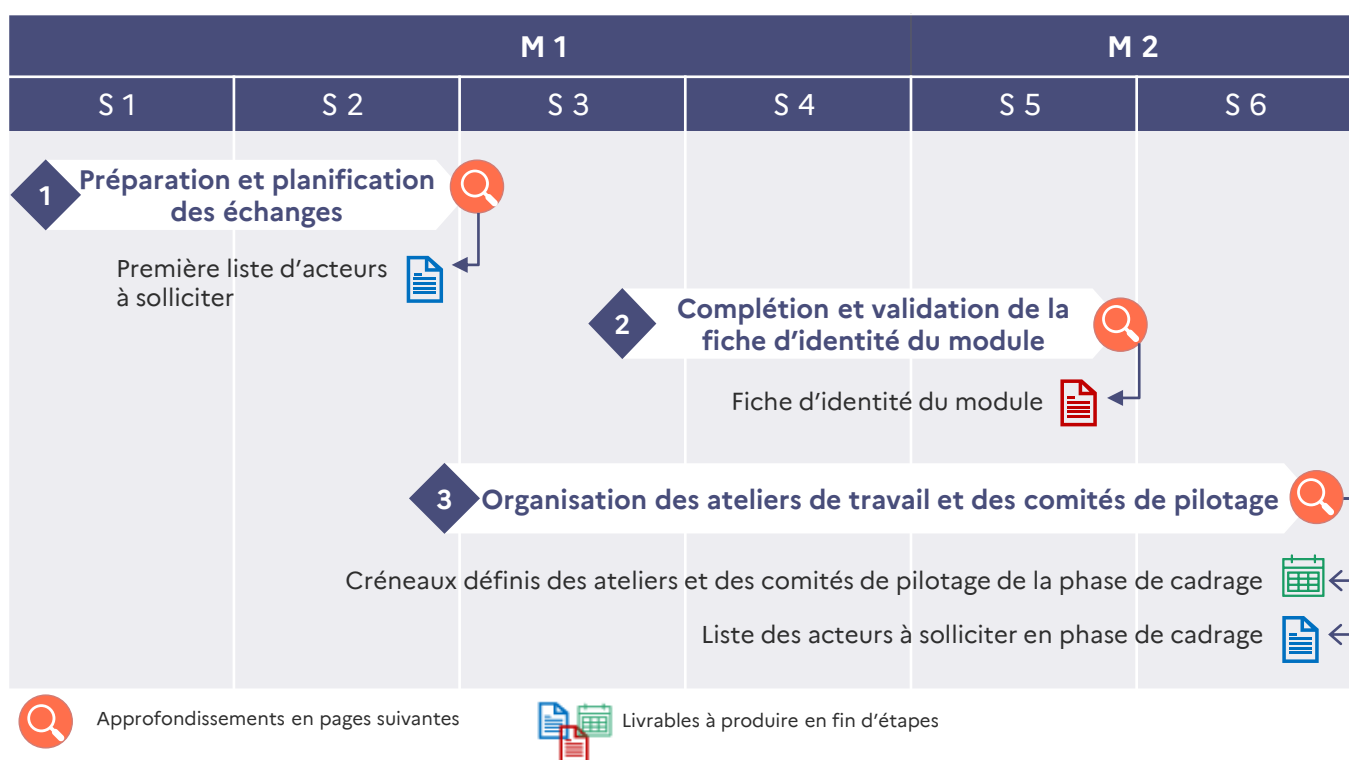 M 1
M 2
S 1
S 2
S 3
S 4
S 5
S 6
1
Préparation et planification
des échanges
Première liste d'acteurs
à solliciter
2
Complétion et validation de la
fiche d'identité du module
Fiche d'identité du module
3
Organisation des ateliers de travail et des comités de pilotage
Créneaux définis des ateliers et des comités de pilotage de la phase de cadrage
Liste des acteurs à solliciter en phase de cadrage
Approfondissements en pages suivantes
Livrables à produire en fin d'étapes